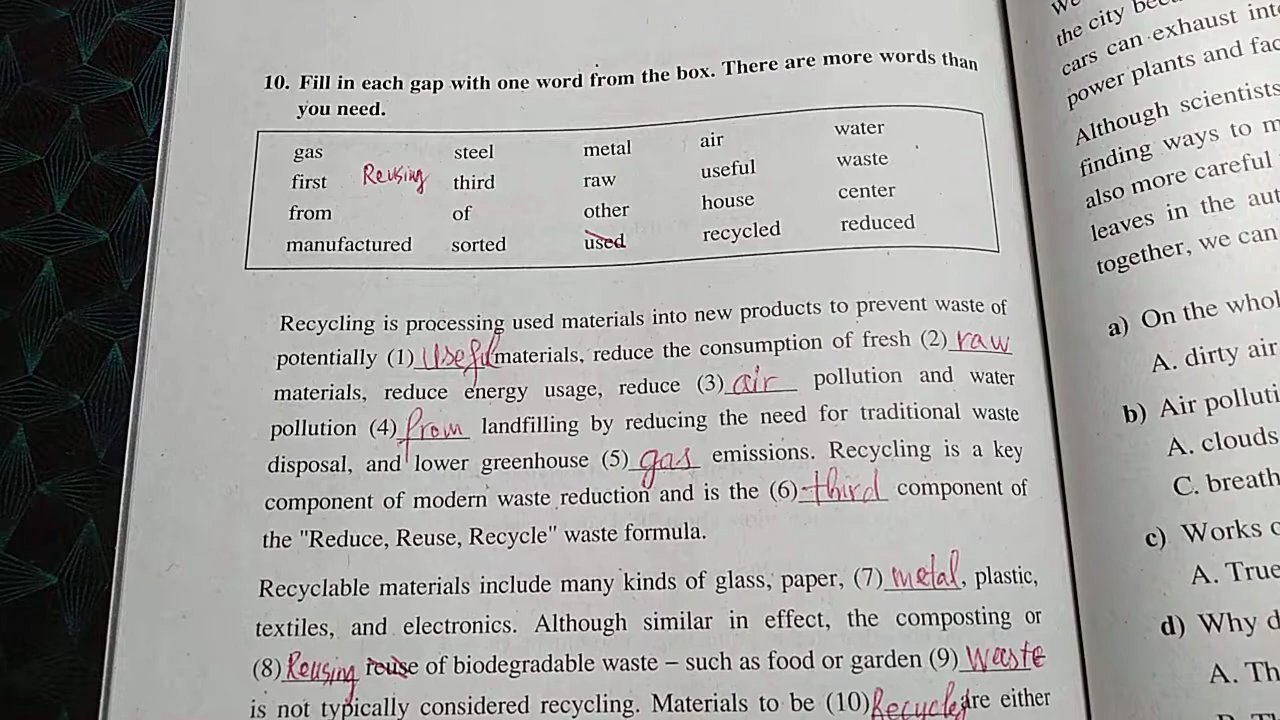 10. Fill in each gap with one word from the box. There are more words than
you need.
gas steel metal air water
first Reusing third raw useful waste
from of other house center
manufactured sorted used recycled reduced
Recycling is processing used materials into new products to prevent waste of
potentially (1) Useful materials, reduce the consumption of fresh (2) raw
materials, reduce energy usage, reduce (3) air pollution and water
pollution (4) from landfilling by reducing the need for traditional waste
disposal, and lower greenhouse (5) gas emissions. Recycling is a key
component of modern waste reduction and is the (6) third component of
the "Reduce, Reuse, Recycle" waste formula.
Recyclable materials include many kinds of glass, paper, (7) metal, plastic,
textiles, and electronics. Although similar in effect, the composting or
(8) Reusing reuse of biodegradable waste – such as food or garden (9) Waste
is not typically considered recycling. Materials to be (10) Recycled are either
the city
cars can exhaust
power plants and
Although scientists
finding ways to
also more careful
leaves in the
together, we can
a) On the
A. dirty air
b) Air
A. clouds
C. breath
c) Works
A. True
d) Why
A.